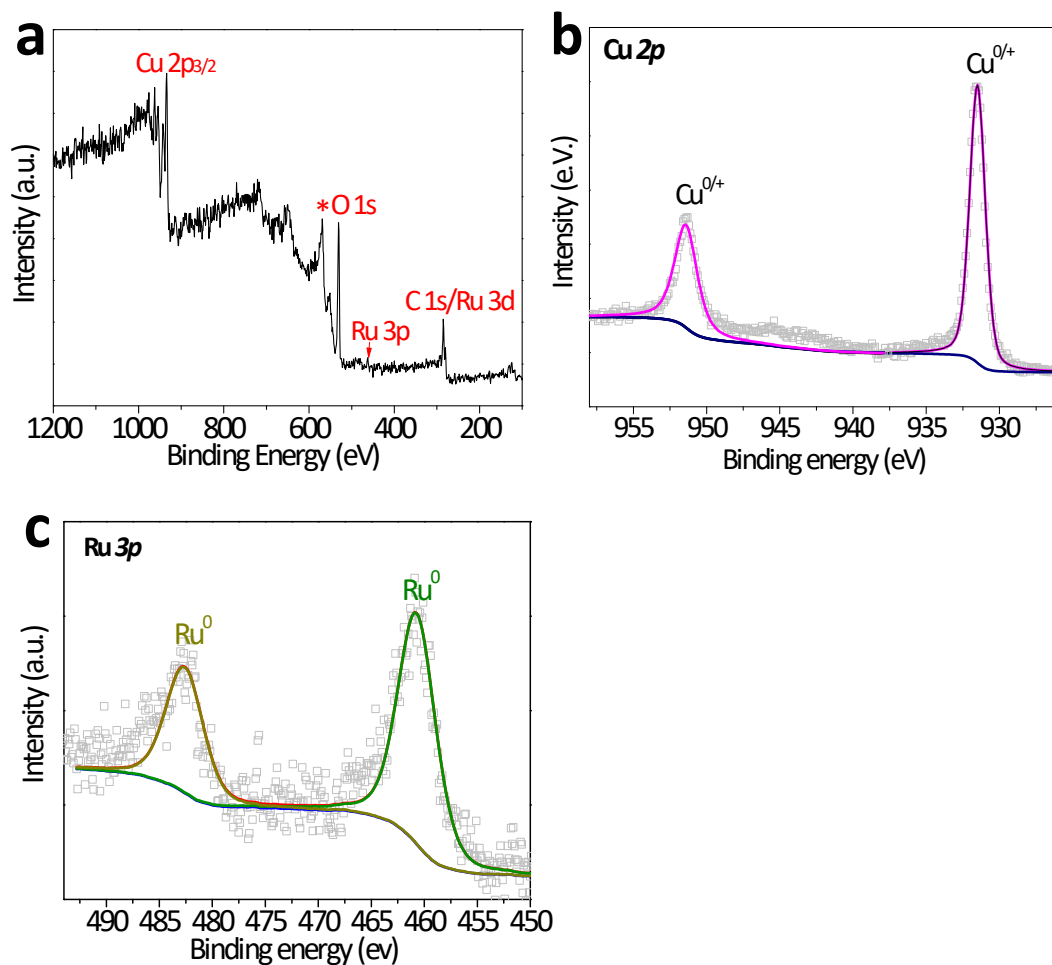 a
Cu 2p3/2
*O 1s
C 1s/Ru 3d
Ru 3p
Intensity (a.u.)
1200 1000 800 600 400 200
Binding Energy (eV)
b
Cu 2p
Cu0/+
Cu0/+
Intensity (e.V.)
955 950 945 940 935 930
Binding energy (eV)
c
Ru 3p
Ru0
Ru0
Intensity (a.u.)
490 485 480 475 470 465 460 455 450
Binding energy (ev)